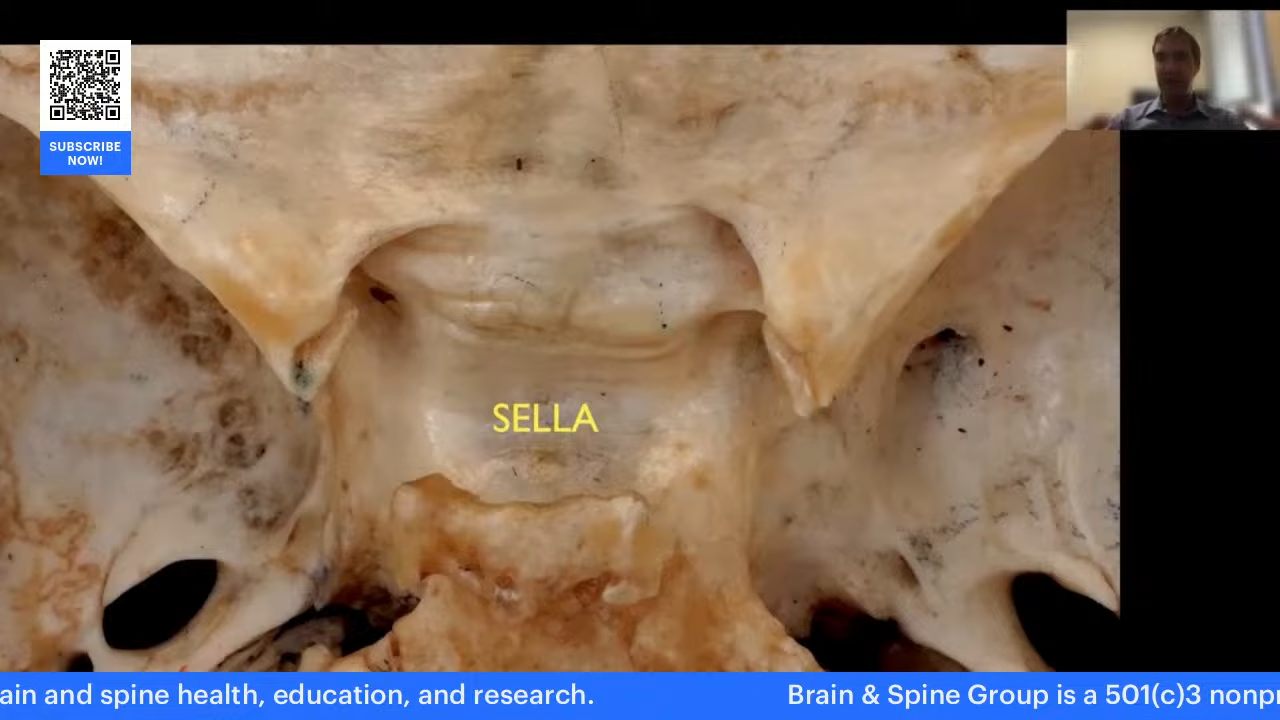 SUBSCRIBE
NOW!
SELLA
ain and spine health, education, and research.
Brain & Spine Group is a 501(c)3 nonpr